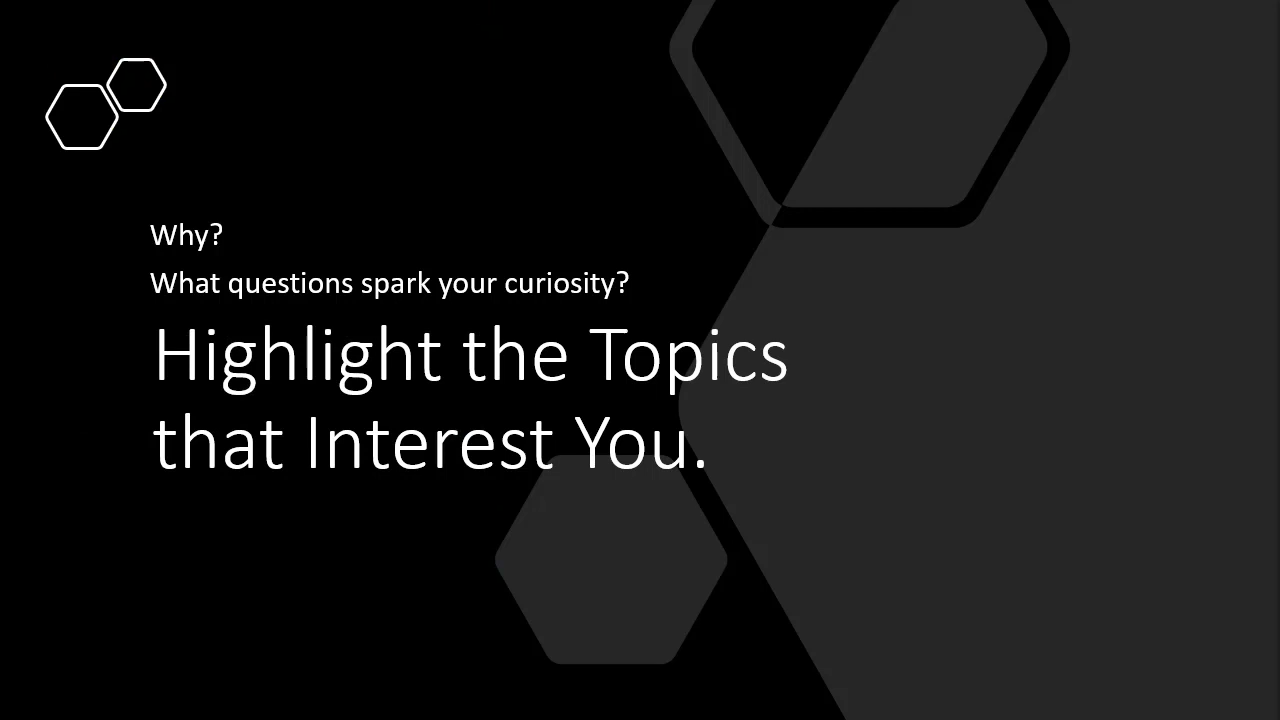 Why?
What questions spark your curiosity?
Highlight the Topics
that Interest You.